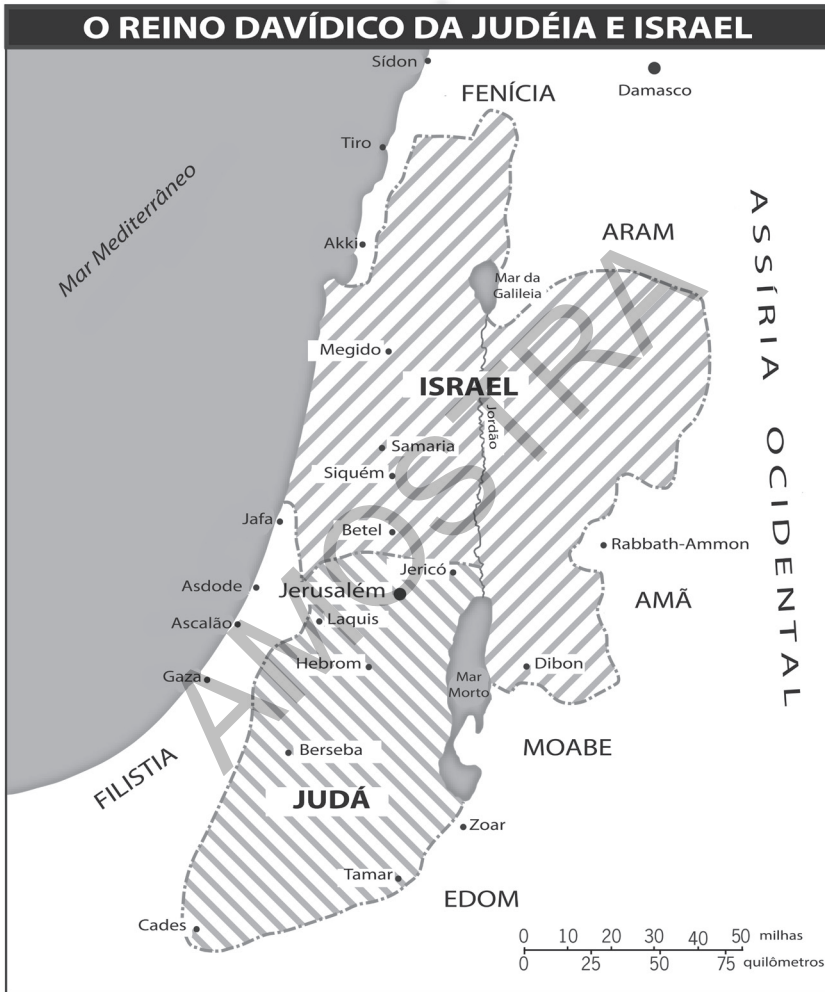 O REINO DAVÍDICO DA JUDÉIA E ISRAEL
Sídon
Damasco
FENÍCIA
Tiro
Mar Mediterrâneo
ARAM
Akki
Mar da
Galileia
ASSÍRIA OCIDENTAL
Megido
ISRAEL
Jordão
Samaria
Siquém
Jafa
Betel
Rabbath-Ammon
Jericó
Asdode
Jerusalém
AMÃ
Ascalão
Laquis
Hebrom
Dibon
Gaza
Mar
Morto
Berseba
MOABE
FILISTIA
JUDÁ
Zoar
Tamar
EDOM
Cades
0 10 20 30 40 50 milhas
0 25 50 75 quilômetros
AMOSTRA